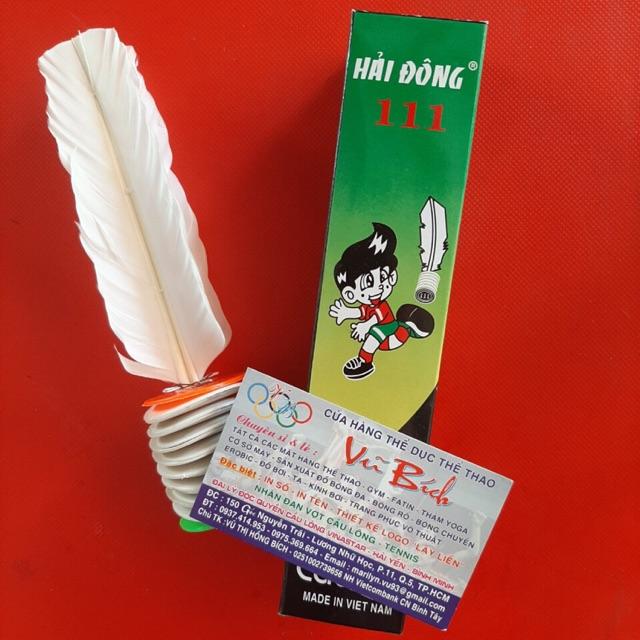 HẢI ĐÔNG®
111
CỬA HÀNG THỂ DỤC THỂ THAO
Chuyên sỉ & lẻ :
Vũ Bích
TẤT CẢ CÁC MẶT HÀNG THỂ THAO - GYM - FATIN - THẢM YOGA
CƠ SỞ MAY - SẢN XUẤT ĐỒ BÓNG ĐÁ - BÓNG RỔ - BÓNG CHUYỀN
EROBIC - ĐỒ BƠI - TẠ - KÍNH BƠI - TRANG PHỤC VÕ THUẬT
Đặc biệt : IN SỐ - IN TÊN - THIẾT KẾ LOGO - LẤY LIỀN
NHẬN ĐAN VỢT CẦU LÔNG - TENNIS
ĐẠI LÝ ĐỘC QUYỀN CẦU LÔNG VINASTAR - HẢI YẾN - BÌNH MINH
ĐC : 150 G Nguyễn Trãi - Lương Nhữ Học, P.11, Q.5, TP.HCM
ĐT : 0937.414.953 - 0975.369.664 - Email : marilyn.vu93@gmail.com
Chủ TK : VŨ THỊ HỒNG BÍCH - 0251002739656 NH Vietcombank CN Bình Tây
MADE IN VIET NAM